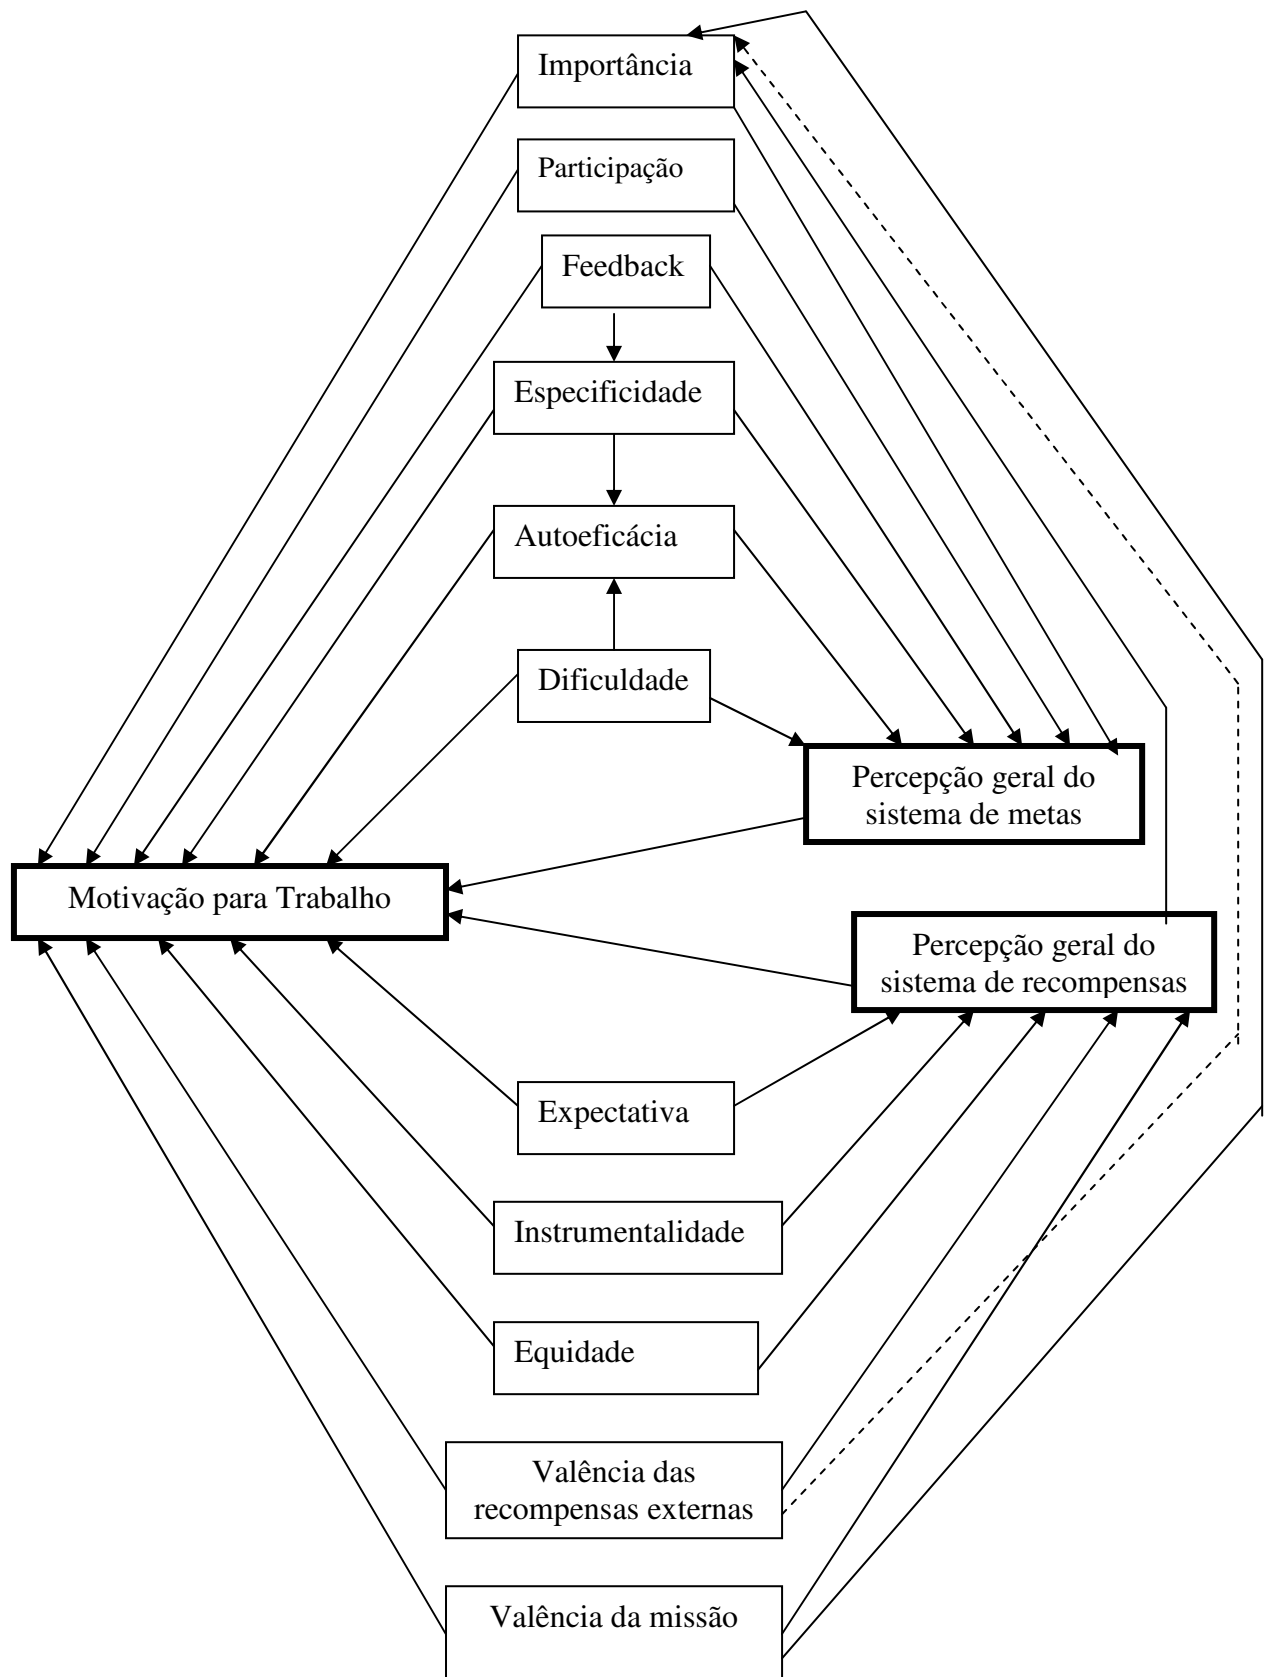 Importância
Participação
Feedback
Especificidade
Autoeficácia
Dificuldade
Percepção geral do
sistema de metas
Motivação para Trabalho
Percepção geral do
sistema de recompensas
Expectativa
Instrumentalidade
Equidade
Valência das
recompensas externas
Valência da missão